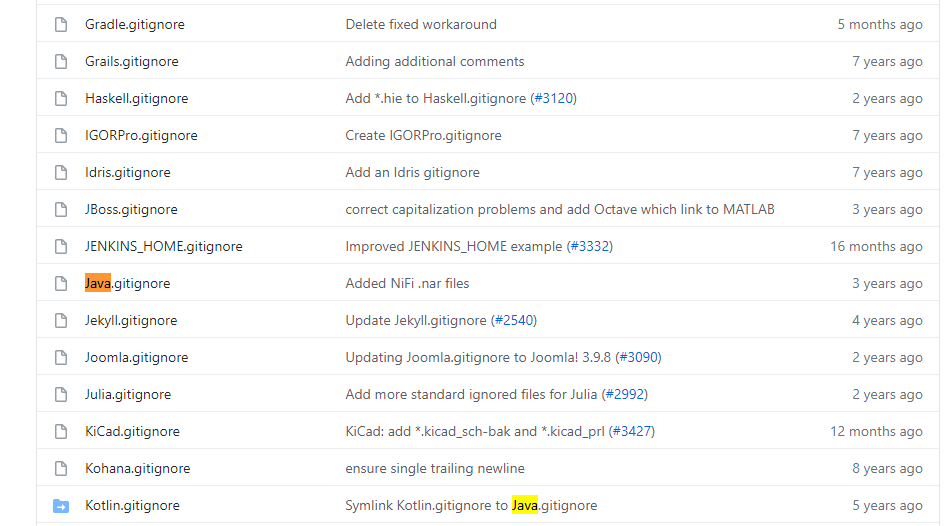 Gradle.gitignore Delete fixed workaround 5 months ago
Grails.gitignore Adding additional comments 7 years ago
Haskell.gitignore Add *.hie to Haskell.gitignore (#3120) 2 years ago
IGORPro.gitignore Create IGORPro.gitignore 7 years ago
Idris.gitignore Add an Idris gitignore 7 years ago
JBoss.gitignore correct capitalization problems and add Octave which link to MATLAB 3 years ago
JENKINS_HOME.gitignore Improved JENKINS_HOME example (#3332) 16 months ago
Java.gitignore Added NiFi .nar files 3 years ago
Jekyll.gitignore Update Jekyll.gitignore (#2540) 4 years ago
Joomla.gitignore Updating Joomla.gitignore to Joomla! 3.9.8 (#3090) 2 years ago
Julia.gitignore Add more standard ignored files for Julia (#2992) 2 years ago
KiCad.gitignore KiCad: add *.kicad_sch-bak and *.kicad_prl (#3427) 12 months ago
Kohana.gitignore ensure single trailing newline 8 years ago
Kotlin.gitignore Symlink Kotlin.gitignore to Java.gitignore 5 years ago